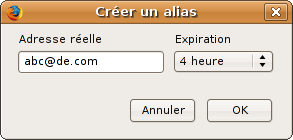 Créer un alias
Adresse réelle Expiration
abc@de.com 4 heure
Annuler OK